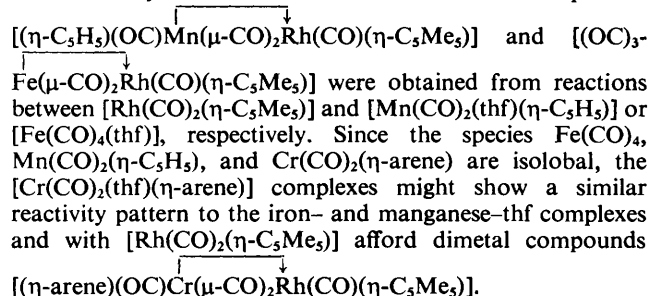 [(η-C₅H₅)(OC)Mn(μ-CO)₂Rh(CO)(η-C₅Me₅)] and [(OC)₃-
Fe(μ-CO)₂Rh(CO)(η-C₅Me₅)] were obtained from reactions
between [Rh(CO)₂(η-C₅Me₅)] and [Mn(CO)₂(thf)(η-C₅H₅)] or
[Fe(CO)₄(thf)], respectively. Since the species Fe(CO)₄,
Mn(CO)₂(η-C₅H₅), and Cr(CO)₂(η-arene) are isolobal, the
[Cr(CO)₂(thf)(η-arene)] complexes might show a similar
reactivity pattern to the iron– and manganese–thf complexes
and with [Rh(CO)₂(η-C₅Me₅)] afford dimetal compounds
[(η-arene)(OC)Cr(μ-CO)₂Rh(CO)(η-C₅Me₅)].